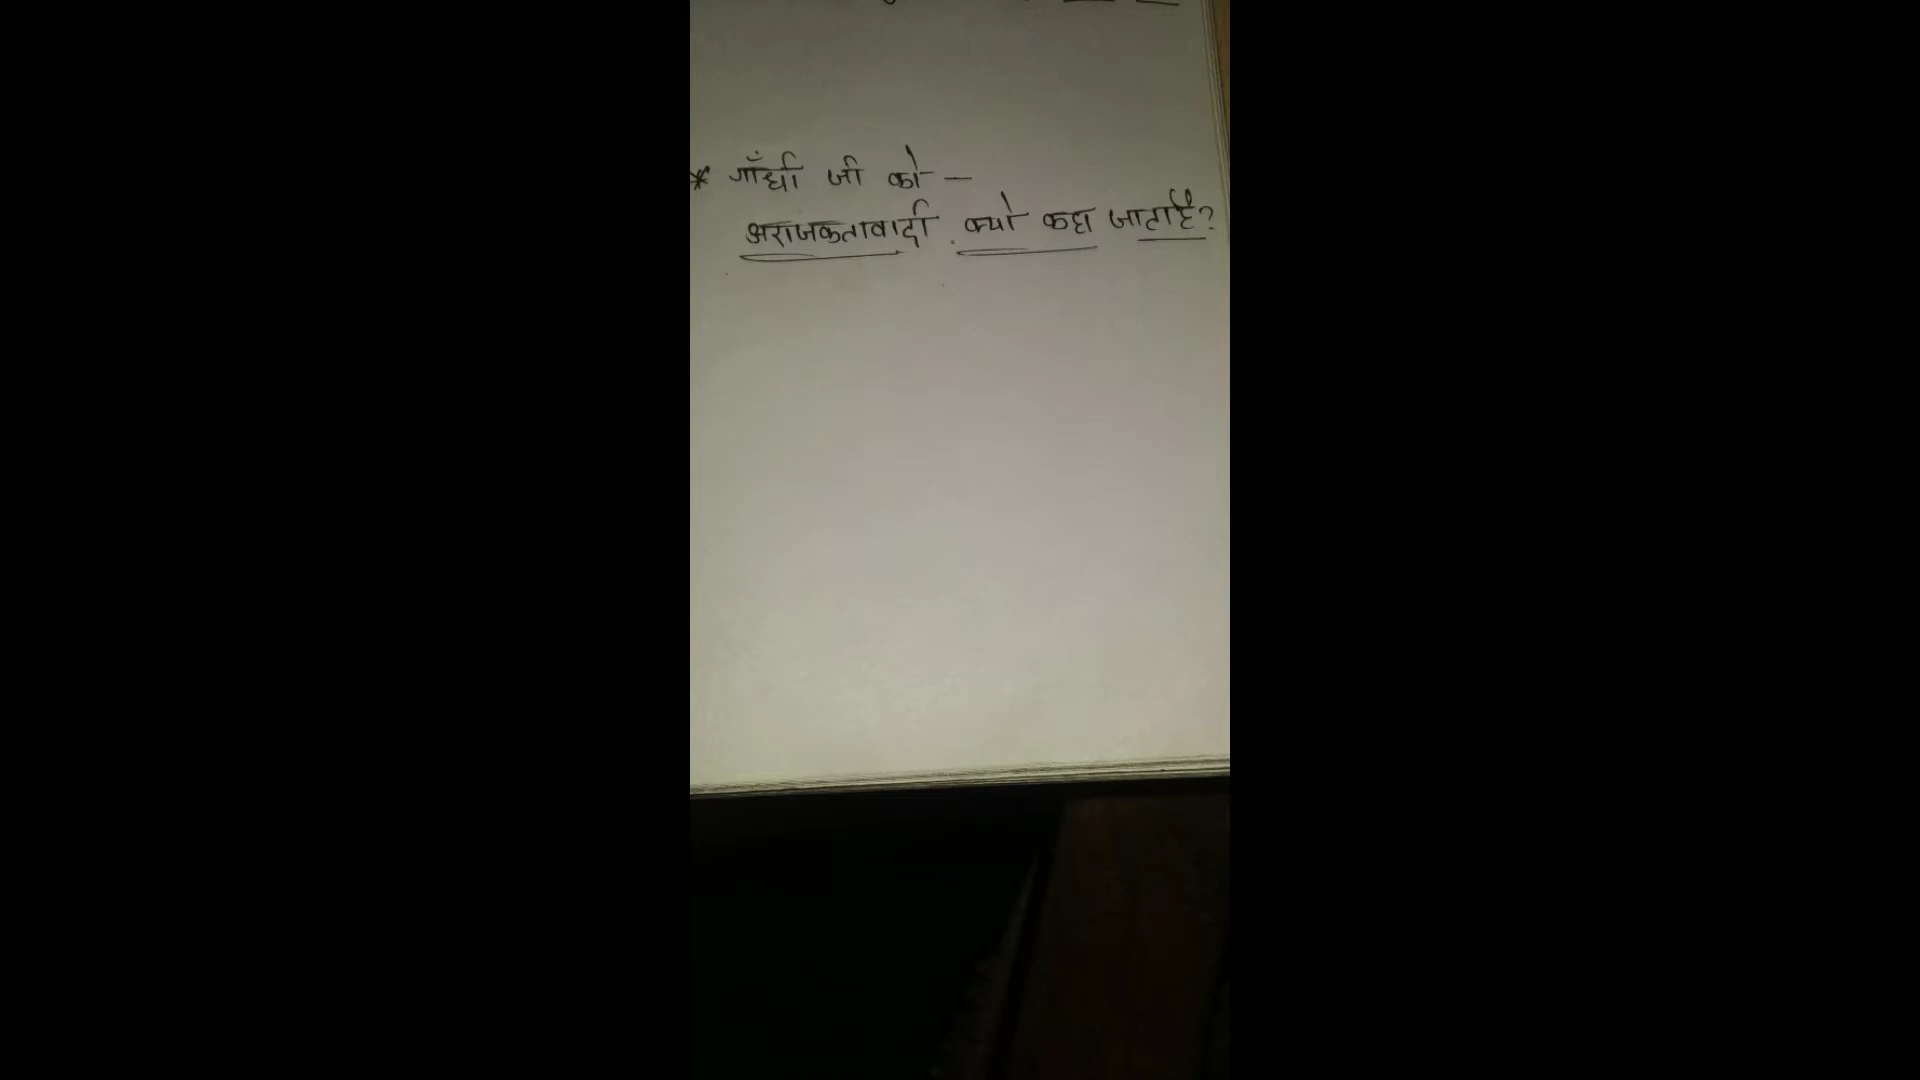 * गाँधी जी को —
अराजकतावादी क्यो कहा जाता है?